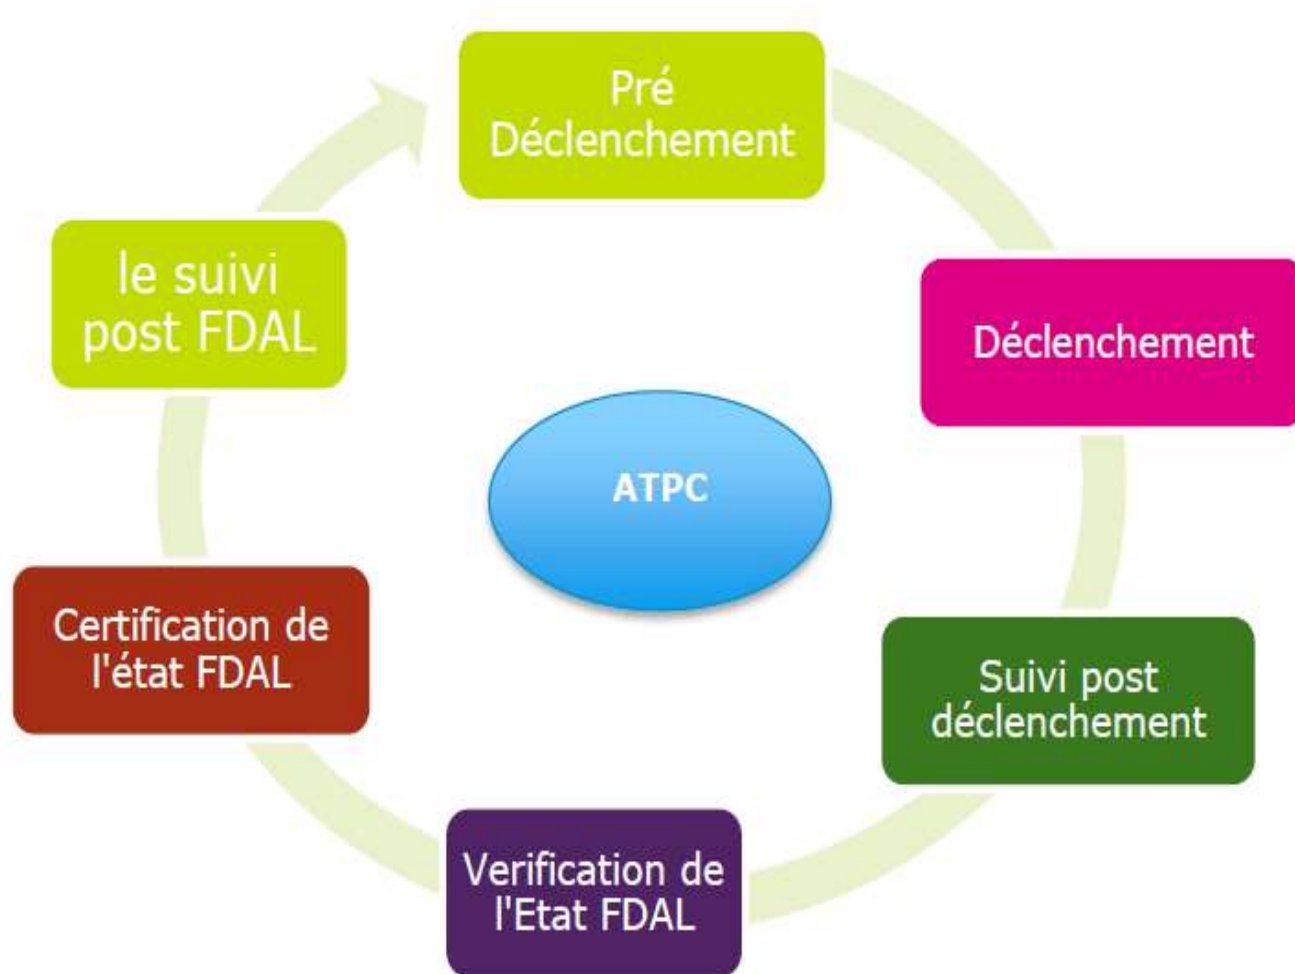 Pré
Déclenchement
Déclenchement
Suivi post
déclenchement
Verification de
l'Etat FDAL
Certification de
l'état FDAL
le suivi
post FDAL
ATPC